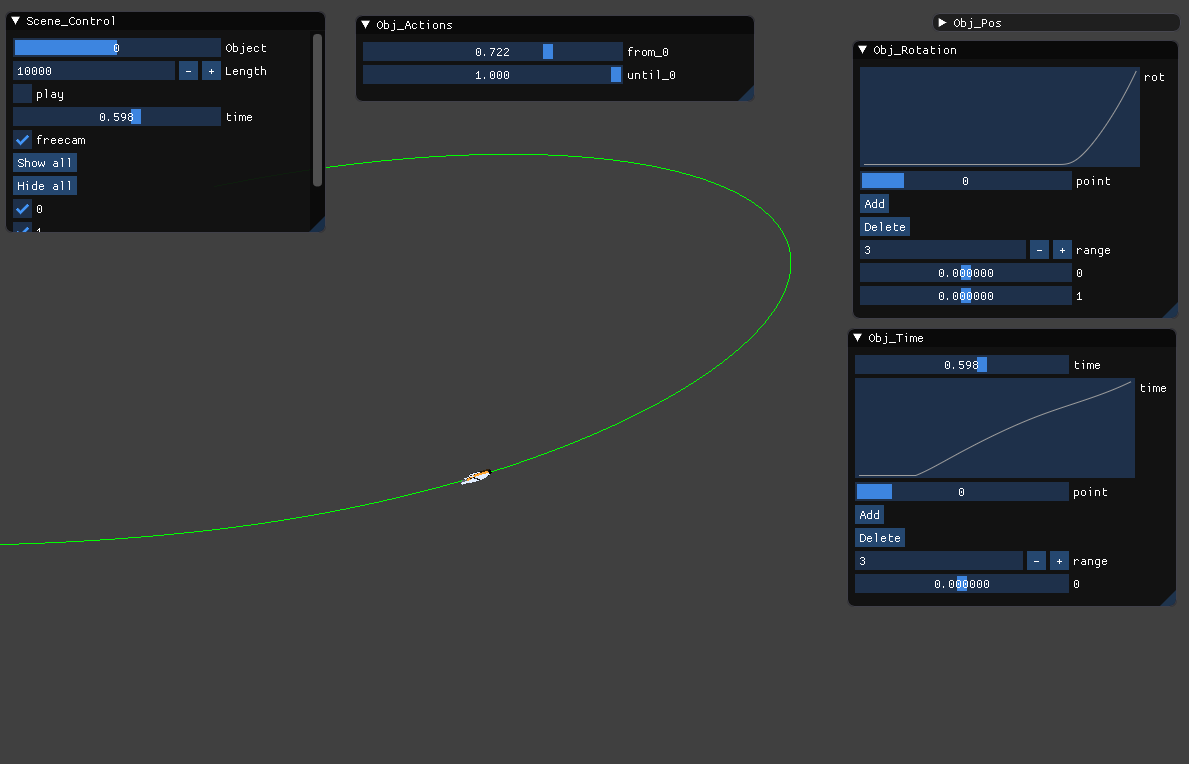 Scene_Control
0 Object
10000 - + Length
play
0.598 time
freecam
Show all
Hide all
0
1
Obj_Actions
0.722 from_0
1.000 until_0
Obj_Pos
Obj_Rotation
rot
0 point
Add
Delete
3 - + range
0.000000 0
0.000000 1
Obj_Time
0.598 time
time
0 point
Add
Delete
3 - + range
0.000000 0